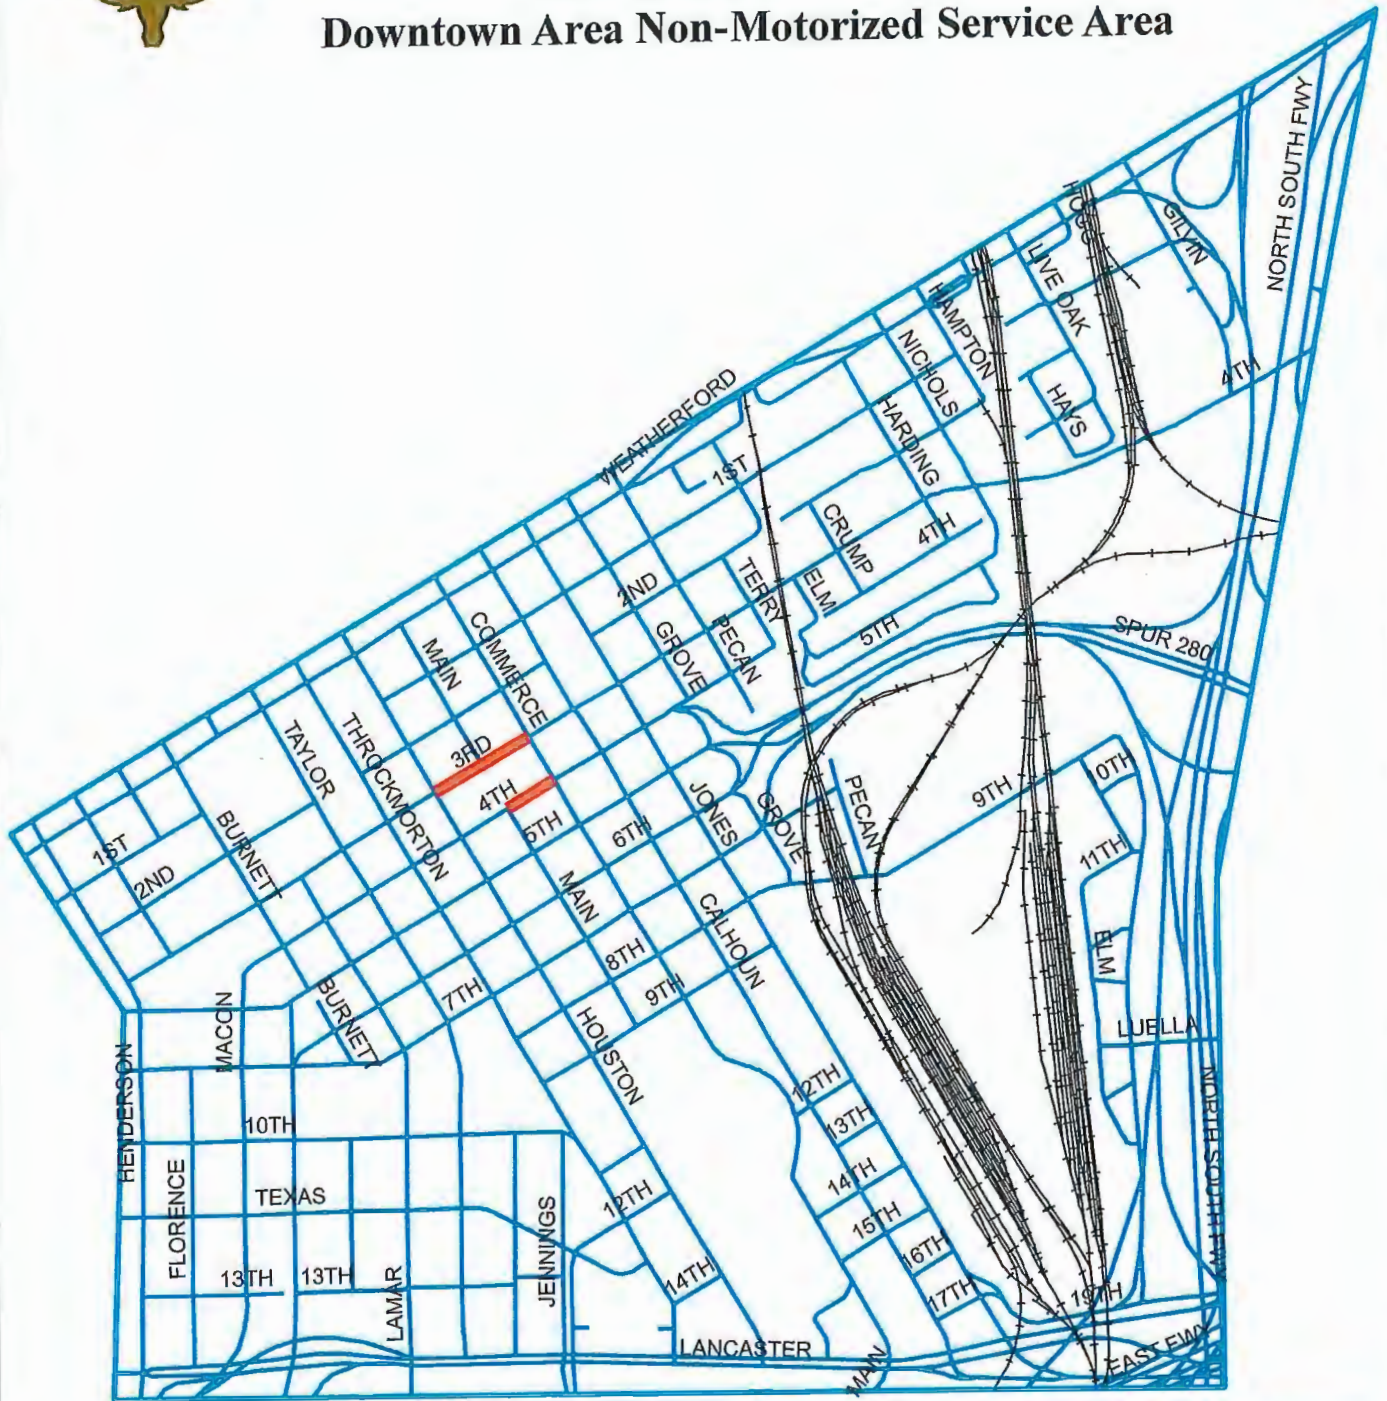 Downtown Area Non-Motorized Service Area
NORTH SOUTH FWY
HOGG
GILVIN
LIVE OAK
HAMPTON
NICHOLS
4TH
HAYS
WEATHERFORD
HARDING
1ST
CRUMP
4TH
2ND
TERRY
ELM
PECAN
GROVE
5TH
SPUR 280
COMMERCE
MAIN
TAYLOR
THROCKMORTON
3RD
4TH
5TH
6TH
JONES
GROVE
PECAN
9TH
10TH
11TH
1ST
2ND
BURNETT
MAIN
CALHOUN
8TH
9TH
7TH
ELM
MACON
BURNETT
HOUSTON
LUELLA
HENDERSON
10TH
12TH
13TH
NORTH SOUTH FWY
FLORENCE
TEXAS
12TH
14TH
15TH
JENNINGS
16TH
13TH
13TH
LAMAR
14TH
17TH
19TH
LANCASTER
MAIN
EAST FWY